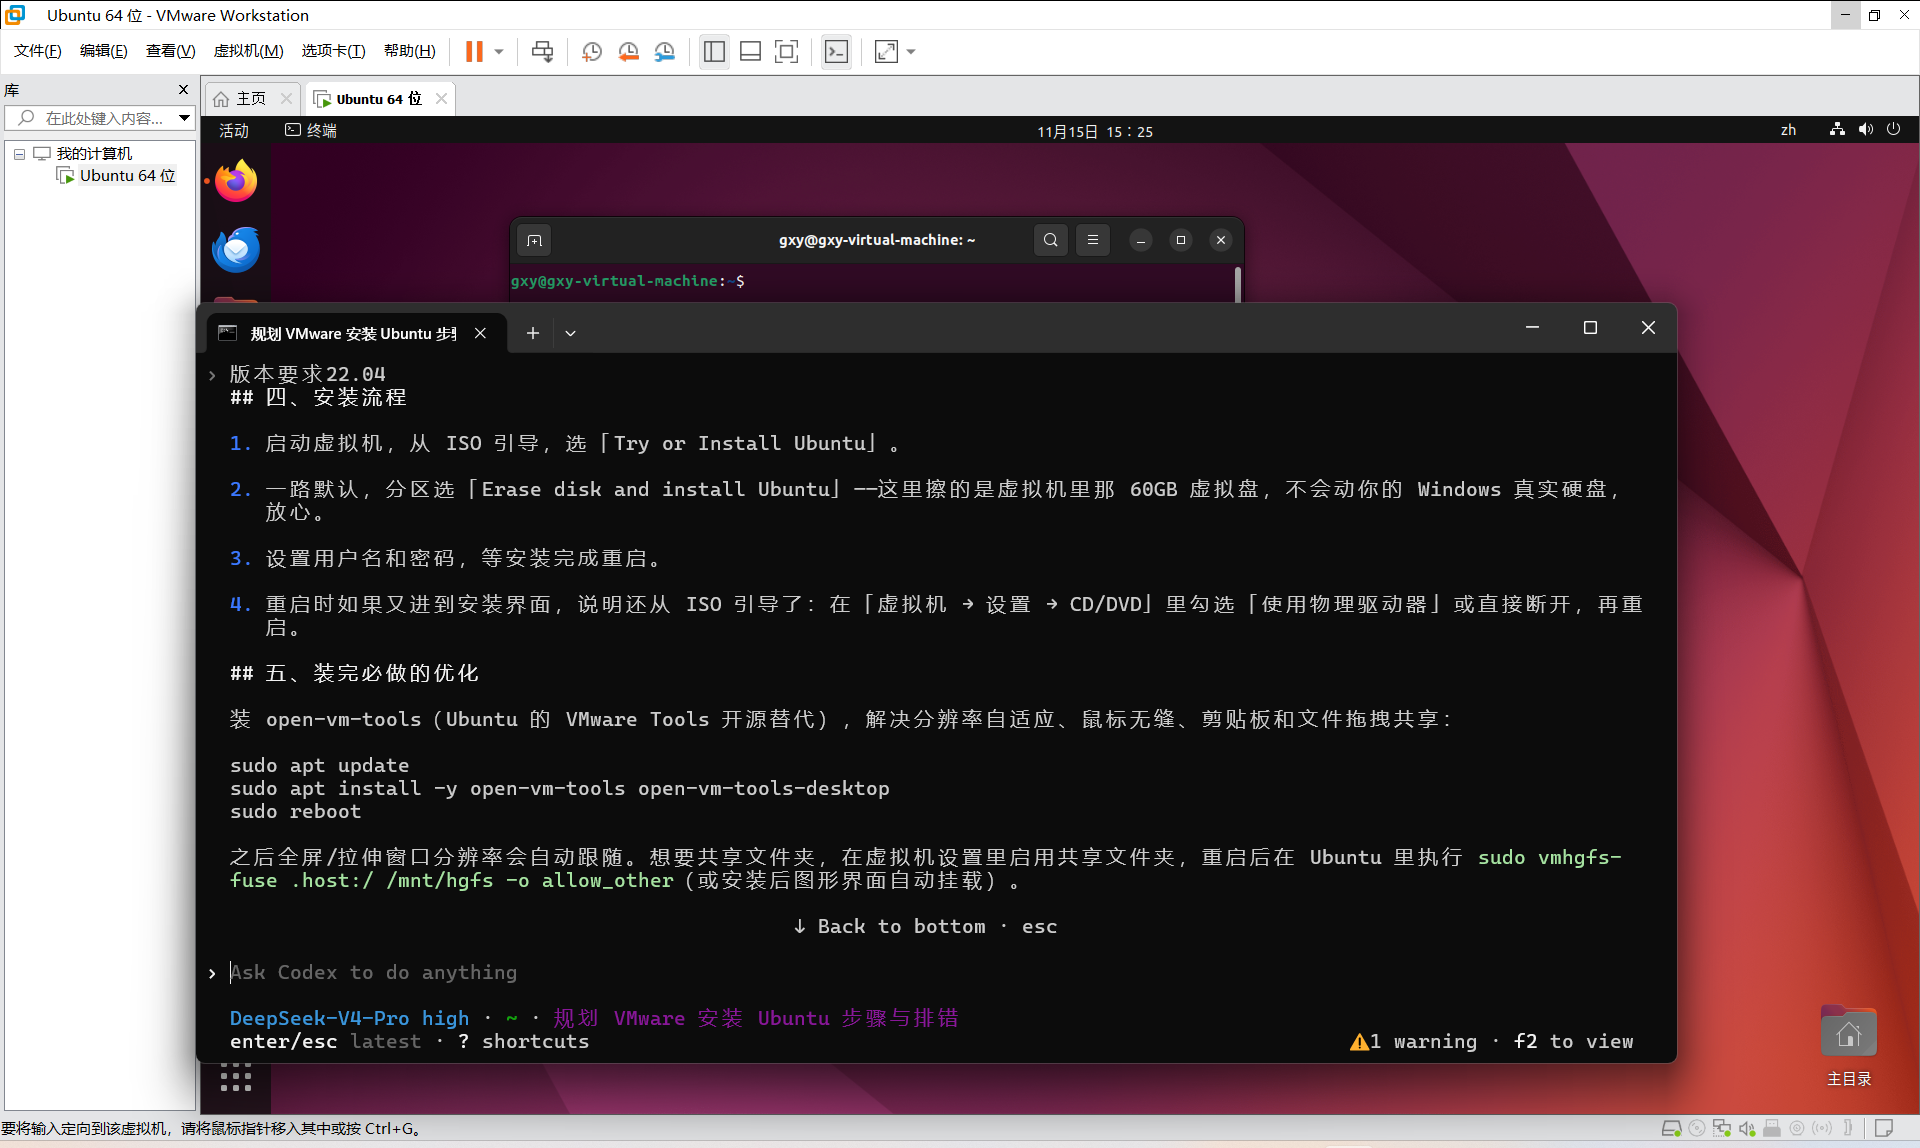 Ubuntu 64 位 - VMware Workstation
文件(F) 编辑(E) 查看(V) 虚拟机(M) 选项卡(T) 帮助(H)
库
在此处键入内容...
我的计算机
Ubuntu 64 位
主页
Ubuntu 64 位
活动 终端 11月15日 15：25 zh
gxy@gxy-virtual-machine: ~
gxy@gxy-virtual-machine:~$
规划 VMware 安装 Ubuntu 步骤
› 版本要求22.04
## 四、安装流程
1. 启动虚拟机，从 ISO 引导，选「Try or Install Ubuntu」。
2. 一路默认，分区选「Erase disk and install Ubuntu」——这里擦的是虚拟机里那 60GB 虚拟盘，不会动你的 Windows 真实硬盘，
放心。
3. 设置用户名和密码，等安装完成重启。
4. 重启时如果又进到安装界面，说明还从 ISO 引导了：在「虚拟机 → 设置 → CD/DVD」里勾选「使用物理驱动器」或直接断开，再重
启。
## 五、装完必做的优化
装 open-vm-tools（Ubuntu 的 VMware Tools 开源替代），解决分辨率自适应、鼠标无缝、剪贴板和文件拖拽共享：
sudo apt update
sudo apt install -y open-vm-tools open-vm-tools-desktop
sudo reboot
之后全屏/拉伸窗口分辨率会自动跟随。想要共享文件夹，在虚拟机设置里启用共享文件夹，重启后在 Ubuntu 里执行 sudo vmhgfs-
fuse .host:/ /mnt/hgfs -o allow_other（或安装后图形界面自动挂载）。
↓ Back to bottom · esc
› Ask Codex to do anything
DeepSeek-V4-Pro high · ~ · 规划 VMware 安装 Ubuntu 步骤与排错
enter/esc latest · ? shortcuts
⚠1 warning · f2 to view
主目录
要将输入定向到该虚拟机，请将鼠标指针移入其中或按 Ctrl+G。